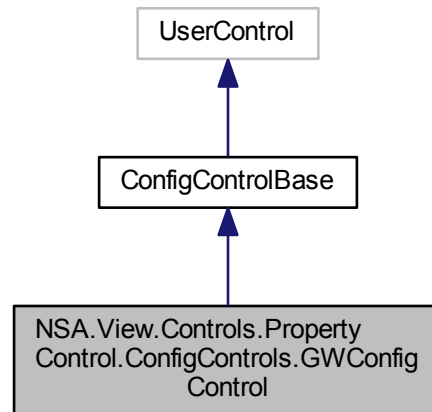 UserControl
ConfigControlBase
NSA.View.Controls.Property
Control.ConfigControls.GWConfig
Control